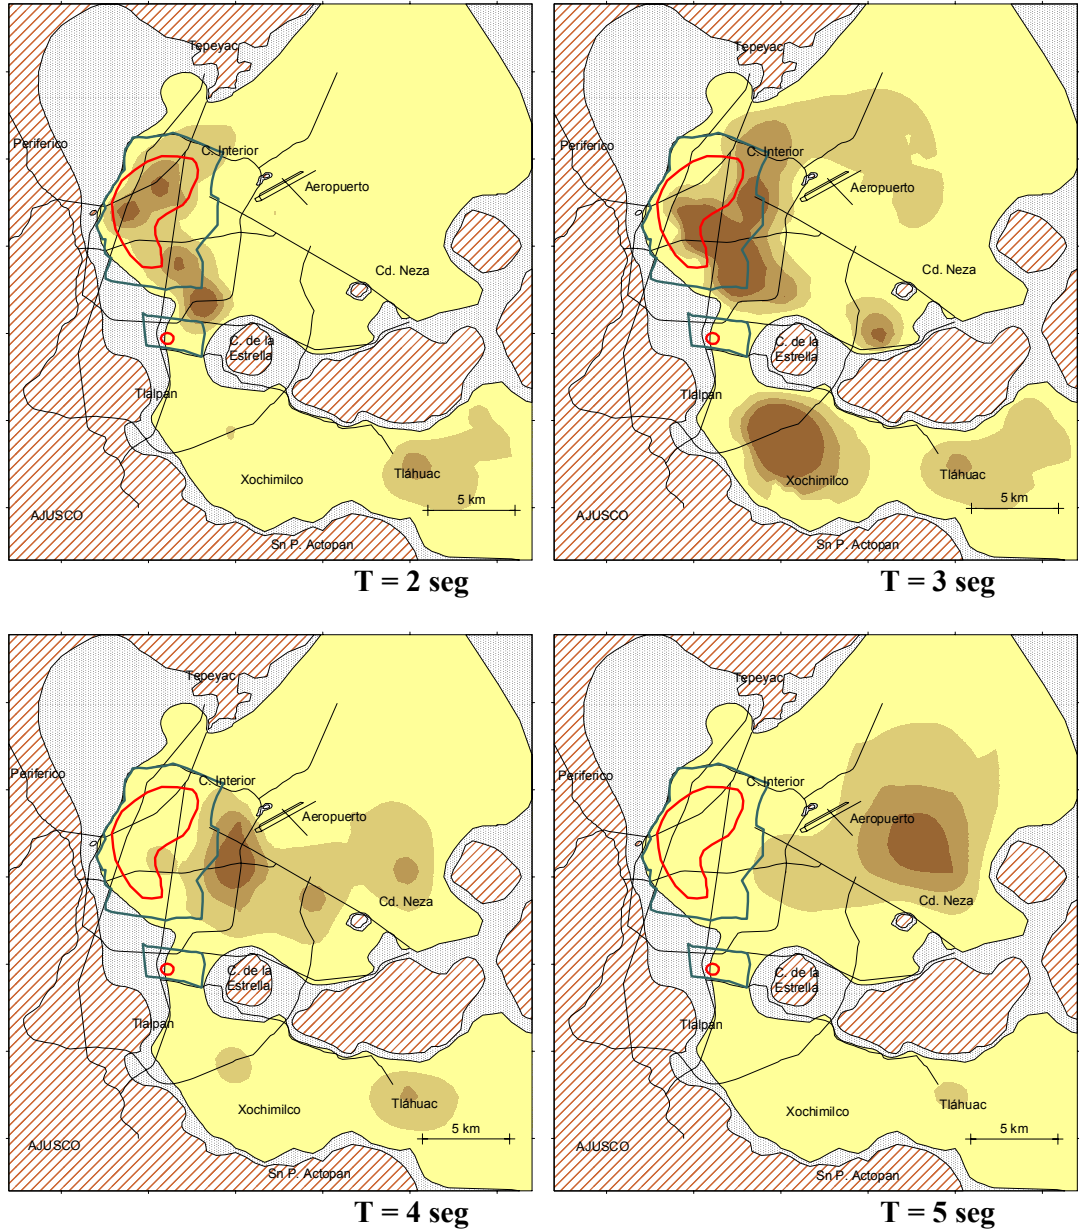 Tepeyac
Periferico
C. Interior
Aeropuerto
Cd. Neza
C. de la
Estrella
Tlalpan
Tláhuac
Xochimilco
5 km
AJUSCO
Sn P. Actopan
T = 2 seg
Tepeyac
Periferico
C. Interior
Aeropuerto
Cd. Neza
C. de la
Estrella
Tlalpan
Tláhuac
Xochimilco
5 km
AJUSCO
Sn P. Actopan
T = 3 seg
Tepeyac
Periferico
C. Interior
Aeropuerto
Cd. Neza
C. de la
Estrella
Tlalpan
Tláhuac
Xochimilco
5 km
AJUSCO
Sn P. Actopan
T = 4 seg
Tepeyac
Periferico
C. Interior
Aeropuerto
Cd. Neza
C. de la
Estrella
Tlalpan
Tláhuac
Xochimilco
5 km
AJUSCO
Sn P. Actopan
T = 5 seg